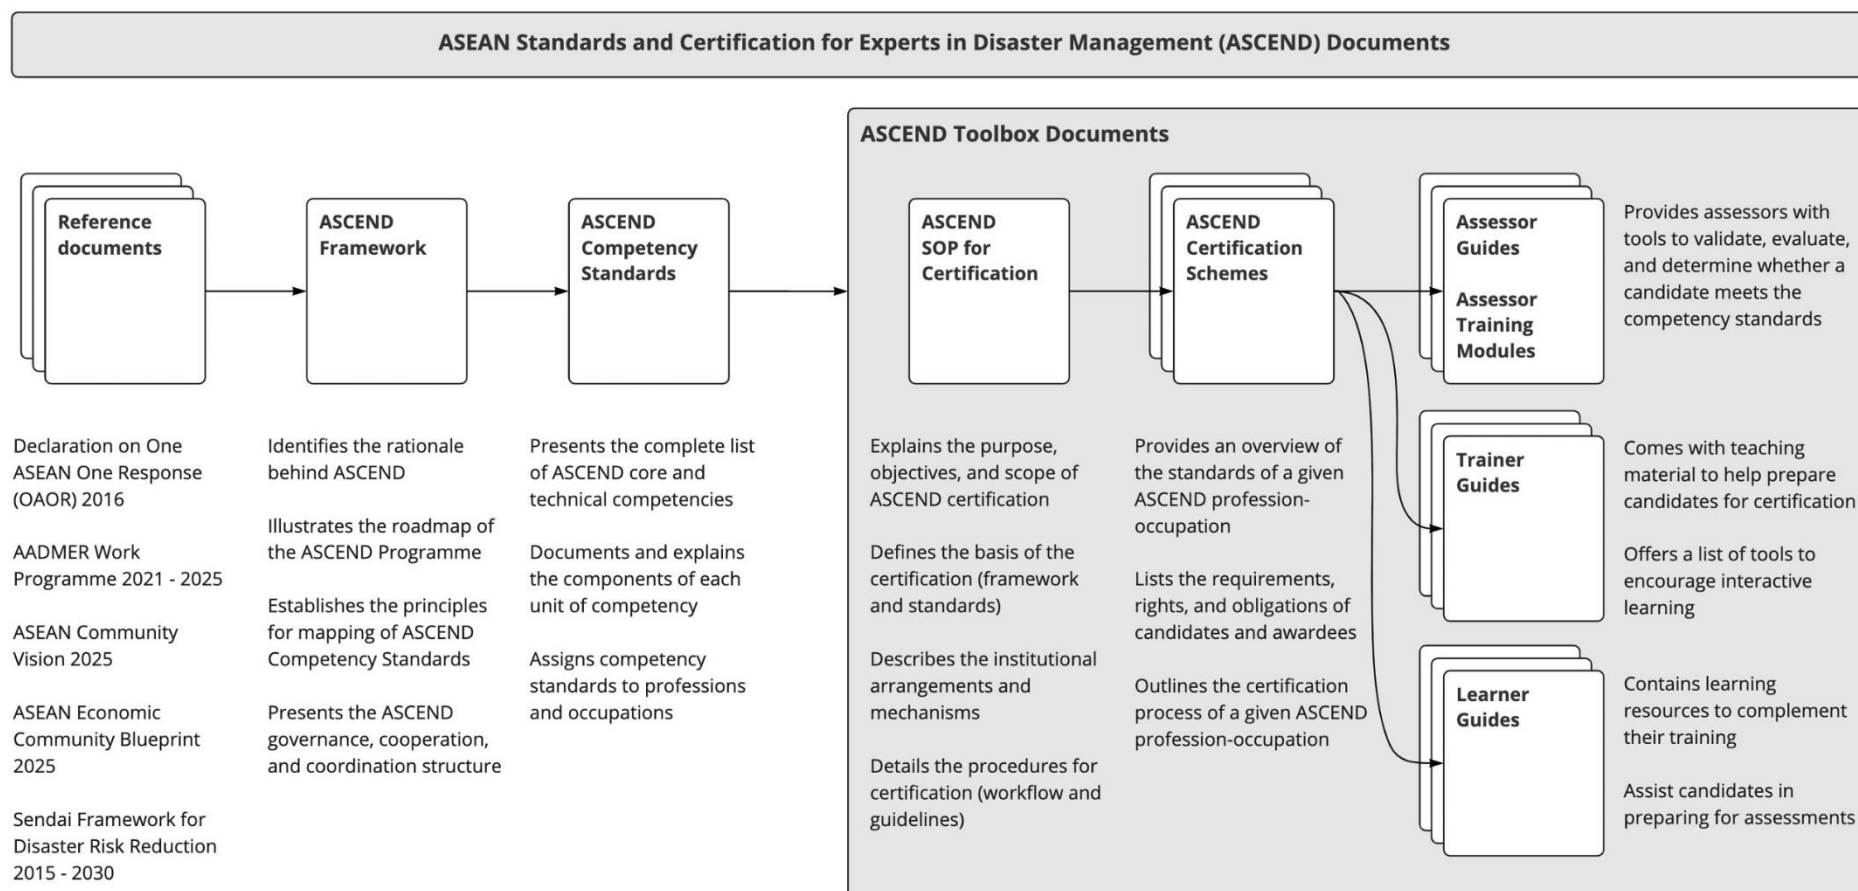 ASEAN Standards and Certification for Experts in Disaster Management (ASCEND) Documents
ASCEND Toolbox Documents
Reference
documents
ASCEND
Framework
ASCEND
Competency
Standards
ASCEND
SOP for
Certification
ASCEND
Certification
Schemes
Assessor
Guides
Assessor
Training
Modules
Provides assessors with
tools to validate, evaluate,
and determine whether a
candidate meets the
competency standards
Declaration on One
ASEAN One Response
(OAOR) 2016
AADMER Work
Programme 2021 - 2025
ASEAN Community
Vision 2025
ASEAN Economic
Community Blueprint
2025
Sendai Framework for
Disaster Risk Reduction
2015 - 2030
Identifies the rationale
behind ASCEND
Illustrates the roadmap of
the ASCEND Programme
Establishes the principles
for mapping of ASCEND
Competency Standards
Presents the ASCEND
governance, cooperation,
and coordination structure
Presents the complete list
of ASCEND core and
technical competencies
Documents and explains
the components of each
unit of competency
Assigns competency
standards to professions
and occupations
Explains the purpose,
objectives, and scope of
ASCEND certification
Defines the basis of the
certification (framework
and standards)
Describes the institutional
arrangements and
mechanisms
Details the procedures for
certification (workflow and
guidelines)
Provides an overview of
the standards of a given
ASCEND profession-
occupation
Lists the requirements,
rights, and obligations of
candidates and awardees
Outlines the certification
process of a given ASCEND
profession-occupation
Trainer
Guides
Comes with teaching
material to help prepare
candidates for certification
Offers a list of tools to
encourage interactive
learning
Learner
Guides
Contains learning
resources to complement
their training
Assist candidates in
preparing for assessments